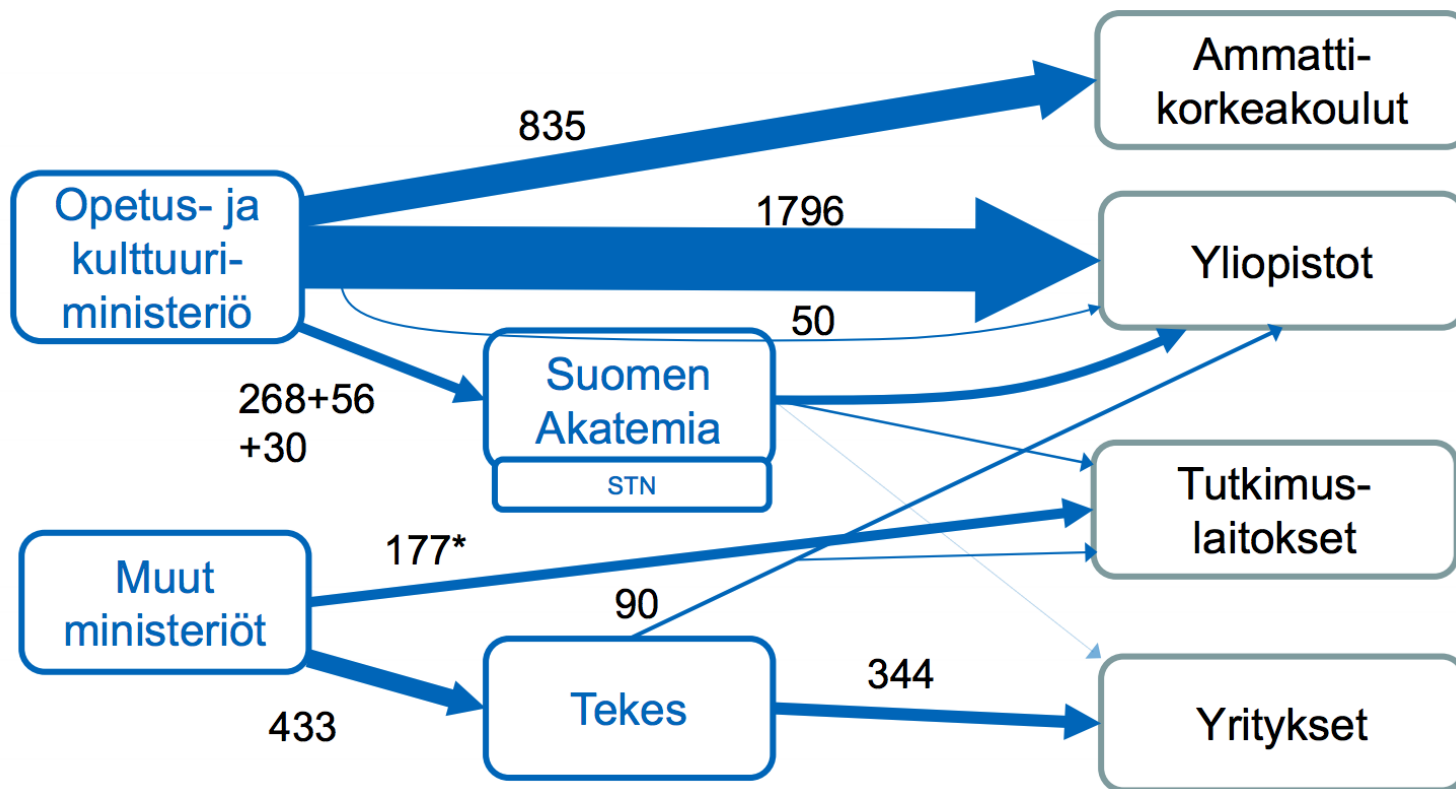 Ammatti-
korkeakoulut
835
Opetus- ja
kulttuuri-
ministeriö
1796
Yliopistot
50
268+56
+30
Suomen
Akatemia
STN
Tutkimus-
laitokset
177*
Muut
ministeriöt
90
433
Tekes
344
Yritykset